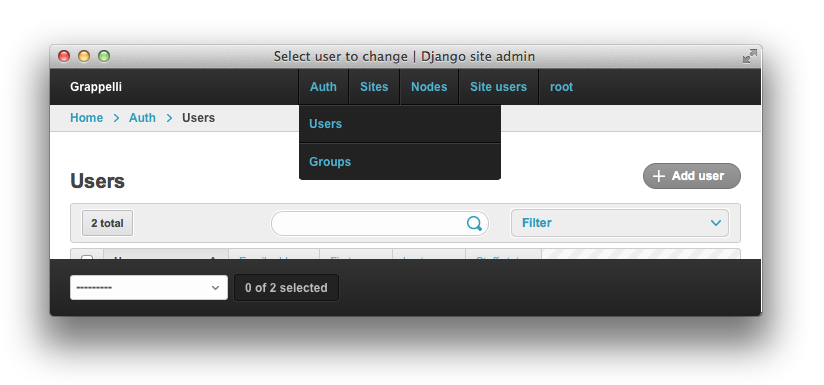 Select user to change | Django site admin
Grappelli Auth Sites Nodes Site users root
Home > Auth > Users
Users
Groups
Users
+ Add user
2 total Filter
--------- 0 of 2 selected